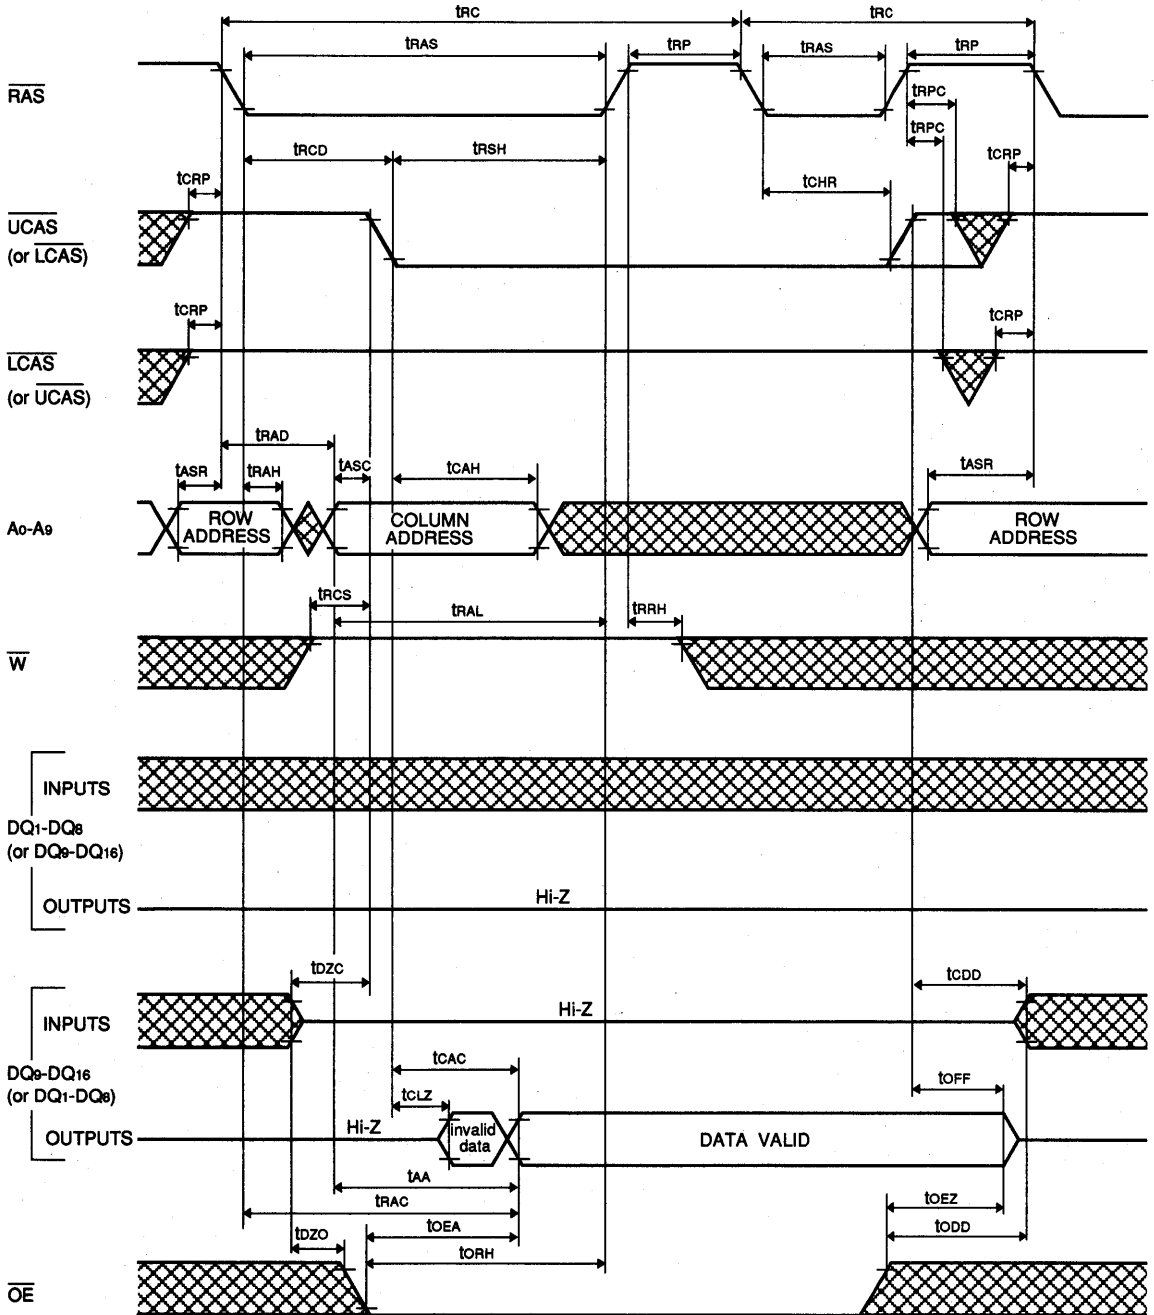 tRC tRC
tRAS tRP tRAS tRP
RAS
tRPC
tRPC
tRCD tRSH
tCRP tCHR tCRP
UCAS
(or LCAS)
tCRP tCRP
LCAS
(or UCAS)
tRAD
tASR tRAH tASC tCAH tASR
A0-A9
ROW ADDRESS
COLUMN ADDRESS
ROW ADDRESS
tRCS tRAL tRRH
W
INPUTS
DQ1-DQ8
(or DQ9-DQ16)
OUTPUTS Hi-Z
tDZC tCDD
INPUTS Hi-Z
DQ9-DQ16
(or DQ1-DQ8)
tCAC
tCLZ tOFF
OUTPUTS Hi-Z
invalid data
DATA VALID
tAA
tRAC tOEZ
tDZO tOEA tODD
tORH
OE